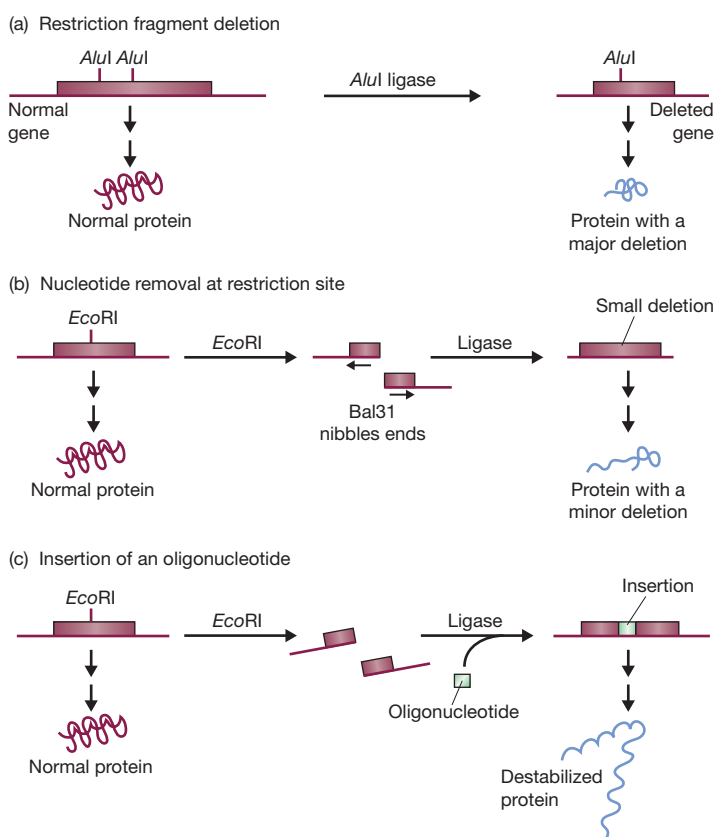 (a) Restriction fragment deletion
AluI AluI
AluI ligase
AluI
Normal
gene
Deleted
gene
Normal protein
Protein with a
major deletion
(b) Nucleotide removal at restriction site
EcoRI
EcoRI
Ligase
Small deletion
Bal31
nibbles ends
Normal protein
Protein with a
minor deletion
(c) Insertion of an oligonucleotide
EcoRI
EcoRI
Ligase
Insertion
Oligonucleotide
Normal protein
Destabilized
protein